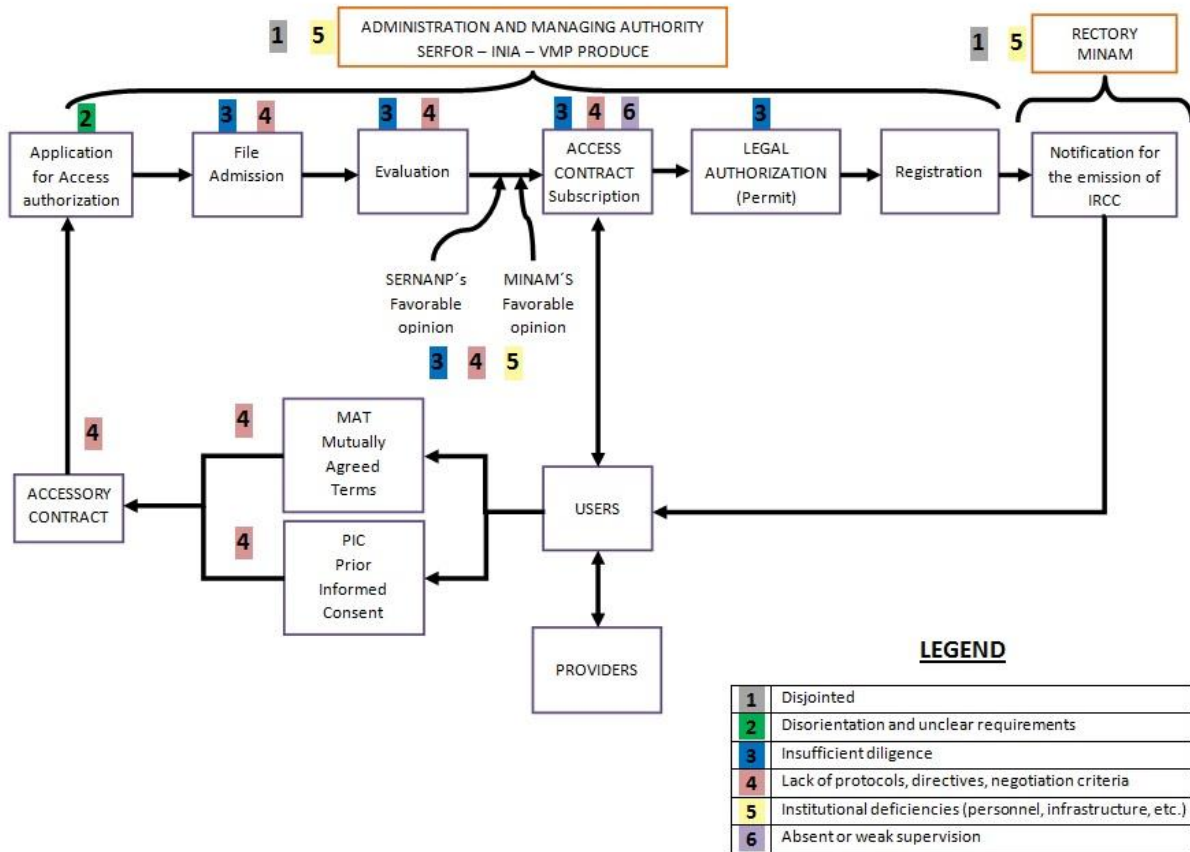 1 5
ADMINISTRATION AND MANAGING AUTHORITY
SERFOR – INIA – VMP PRODUCE
1 5
RECTORY
MINAM
2
3 4
3 4
3 4 6
3
Application
for Access
authorization
File
Admission
Evaluation
ACCESS
CONTRACT
Subscription
LEGAL
AUTHORIZATION
(Permit)
Registration
Notification for
the emission of
IRCC
SERNANP´s
Favorable
opinion
MINAM'S
Favorable
opinion
3 4 5
4
ACCESSORY
CONTRACT
4
MAT
Mutually
Agreed
Terms
4
PIC
Prior
Informed
Consent
USERS
PROVIDERS
LEGEND
1 Disjointed
2 Disorientation and unclear requirements
3 Insufficient diligence
4 Lack of protocols, directives, negotiation criteria
5 Institutional deficiencies (personnel, infrastructure, etc.)
6 Absent or weak supervision